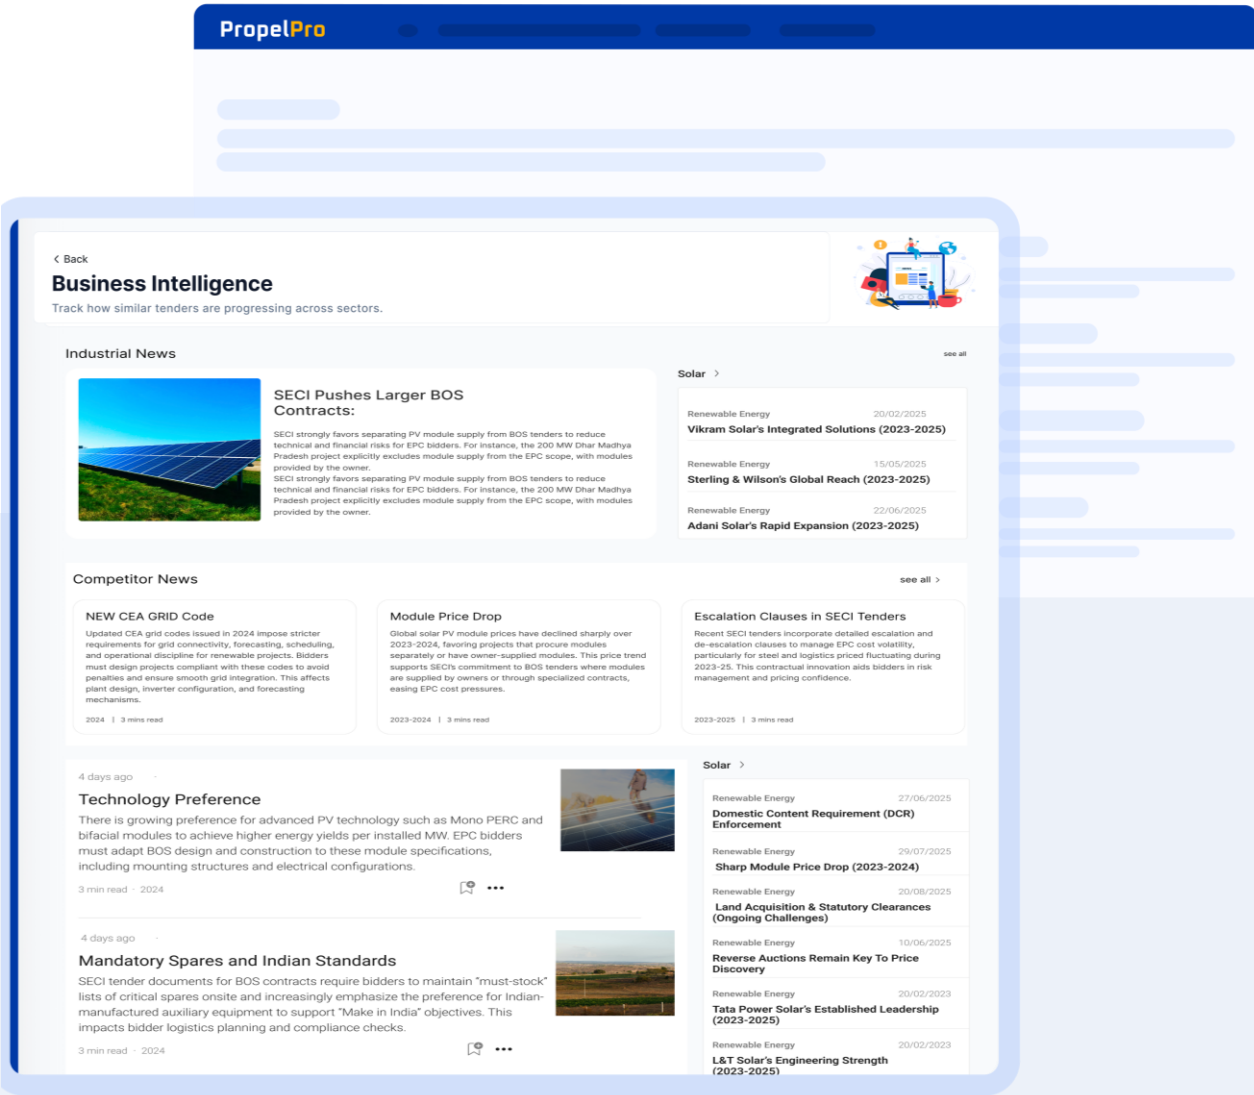 PropelPro
Back
Business Intelligence
Track how similar tenders are progressing across sectors.
Industrial News
see all
SECI Pushes Larger BOS
Contracts:
SECI strongly favors separating PV module supply from BOS tenders to reduce
technical and financial risks for EPC bidders. For instance, the 200 MW Dhar Madhya
Pradesh project explicitly excludes module supply from the EPC scope, with modules
provided by the owner.
SECI strongly favors separating PV module supply from BOS tenders to reduce
technical and financial risks for EPC bidders. For instance, the 200 MW Dhar Madhya
Pradesh project explicitly excludes module supply from the EPC scope, with modules
provided by the owner.
Solar
Renewable Energy 20/02/2025
Vikram Solar's Integrated Solutions (2023-2025)
Renewable Energy 15/05/2025
Sterling & Wilson's Global Reach (2023-2025)
Renewable Energy 22/06/2025
Adani Solar's Rapid Expansion (2023-2025)
Competitor News
see all
NEW CEA GRID Code
Updated CEA grid codes issued in 2024 impose stricter
requirements for grid connectivity, forecasting, scheduling,
and operational discipline for renewable projects. Bidders
must design projects compliant with these codes to avoid
penalties and ensure smooth grid integration. This affects
plant design, inverter configuration, and forecasting
mechanisms.
2024 | 3 mins read
Module Price Drop
Global solar PV module prices have declined sharply over
2023-2024, favoring projects that procure modules
separately or have owner-supplied modules. This price trend
supports SECI's commitment to BOS tenders where modules
are supplied by owners or through specialized contracts,
easing EPC cost pressures.
2023-2024 | 3 mins read
Escalation Clauses in SECI Tenders
Recent SECI tenders incorporate detailed escalation and
de-escalation clauses to manage EPC cost volatility,
particularly for steel and logistics priced fluctuating during
2023-25. This contractual innovation aids bidders in risk
management and pricing confidence.
2023-2025 | 3 mins read
4 days ago ·
Technology Preference
There is growing preference for advanced PV technology such as Mono PERC and
bifacial modules to achieve higher energy yields per installed MW. EPC bidders
must adapt BOS design and construction to these module specifications,
including mounting structures and electrical configurations.
3 min read · 2024
4 days ago ·
Mandatory Spares and Indian Standards
SECI tender documents for BOS contracts require bidders to maintain "must-stock"
lists of critical spares onsite and increasingly emphasize the preference for Indian-
manufactured auxiliary equipment to support "Make in India" objectives. This
impacts bidder logistics planning and compliance checks.
3 min read · 2024
Solar
Renewable Energy 27/06/2025
Domestic Content Requirement (DCR)
Enforcement
Renewable Energy 29/07/2025
Sharp Module Price Drop (2023-2024)
Renewable Energy 20/08/2025
Land Acquisition & Statutory Clearances
(Ongoing Challenges)
Renewable Energy 10/06/2025
Reverse Auctions Remain Key To Price
Discovery
Renewable Energy 20/02/2023
Tata Power Solar's Established Leadership
(2023-2025)
Renewable Energy 20/02/2023
L&T Solar's Engineering Strength
(2023-2025)